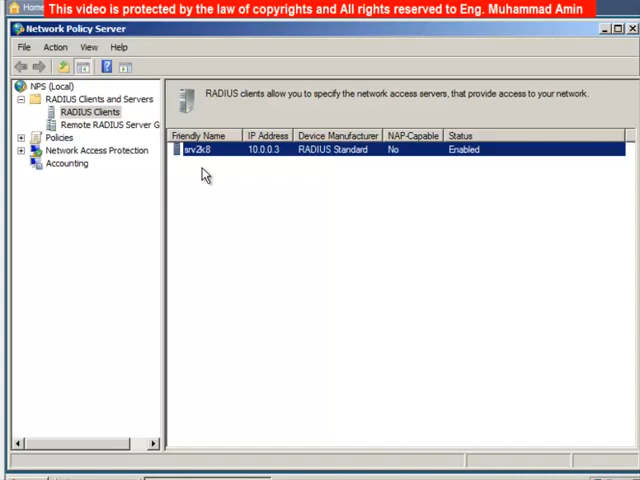 Home
This video is protected by the law of copyrights and All rights reserved to Eng. Muhammad Amin
Network Policy Server
File Action View Help
NPS (Local)
RADIUS Clients and Servers
RADIUS Clients
Remote RADIUS Server G
Policies
Network Access Protection
Accounting
RADIUS clients allow you to specify the network access servers, that provide access to your network.
Friendly Name IP Address Device Manufacturer NAP-Capable Status
srv2k8 10.0.0.3 RADIUS Standard No Enabled